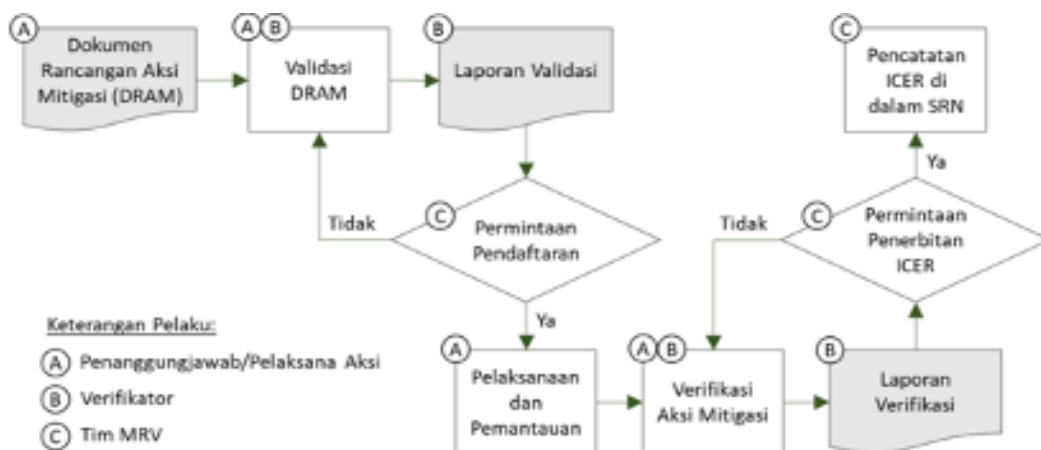 A
Dokumen
Rancangan Aksi
Mitigasi (DRAM)
A B
Validasi
DRAM
B
Laporan Validasi
C
Permintaan
Pendaftaran
Tidak
Ya
A
Pelaksanaan
dan
Pemantauan
A B
Verifikasi
Aksi Mitigasi
B
Laporan
Verifikasi
C
Permintaan
Penerbitan
ICER
Tidak
Ya
C
Pencatatan
ICER di
dalam SRN
Keterangan Pelaku:
A Penanggungjawab/Pelaksana Aksi
B Verifikator
C Tim MRV